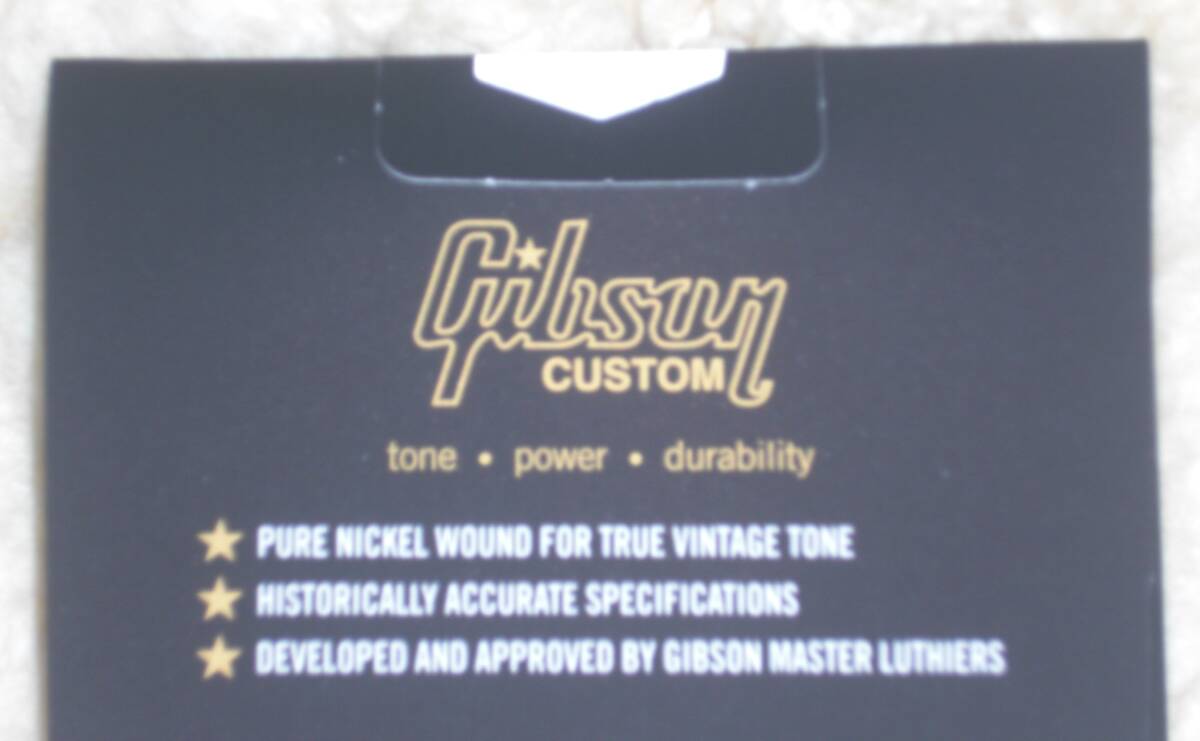 Gibson
CUSTOM
tone • power • durability
PURE NICKEL WOUND FOR TRUE VINTAGE TONE
HISTORICALLY ACCURATE SPECIFICATIONS
DEVELOPED AND APPROVED BY GIBSON MASTER LUTHIERS